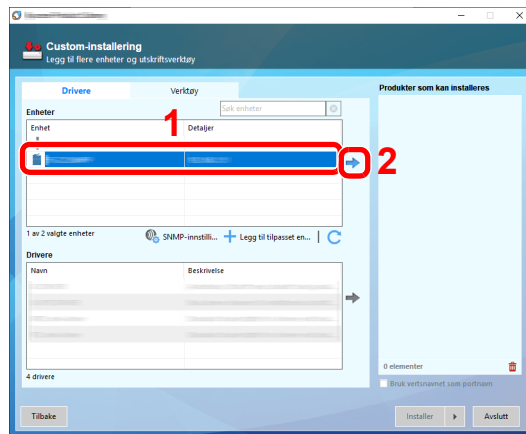 Custom-installering
Legg til flere enheter og utskriftsverktøy
Drivere
Verktøy
Produkter som kan installeres
Enheter
1
Søk enheter
Enhet
Detaljer
2
1 av 2 valgte enheter
SNMP-innstilli...
Legg til tilpasset en...
Drivere
Navn
Beskrivelse
4 drivere
0 elementer
Bruk vertsnavnet som portnavn
Tilbake
Installer
Avslutt